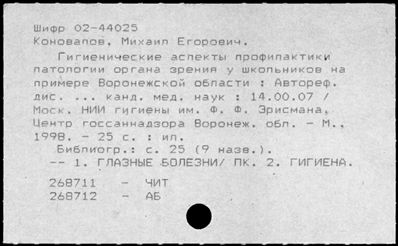 Шифр 02-44025
Коновалов, Михаил Егорович.
Гигиенические аспекты профилактики
патологии органа зрения у школьников на
примере Воронежской области : Автореф.
дис. ... канд. мед. наук : 14.00.07 /
Моск. НИИ гигиены им. Ф. Ф. Эрисмана,
Центр госсаннадзора Воронеж. обл. - М.,
1998. - 25 с. : ил.
Библиогр.: с. 25 (9 назв.).
-- 1. ГЛАЗНЫЕ БОЛЕЗНИ/ ПК. 2. ГИГИЕНА.
268711 - ЧИТ
268712 - АБ